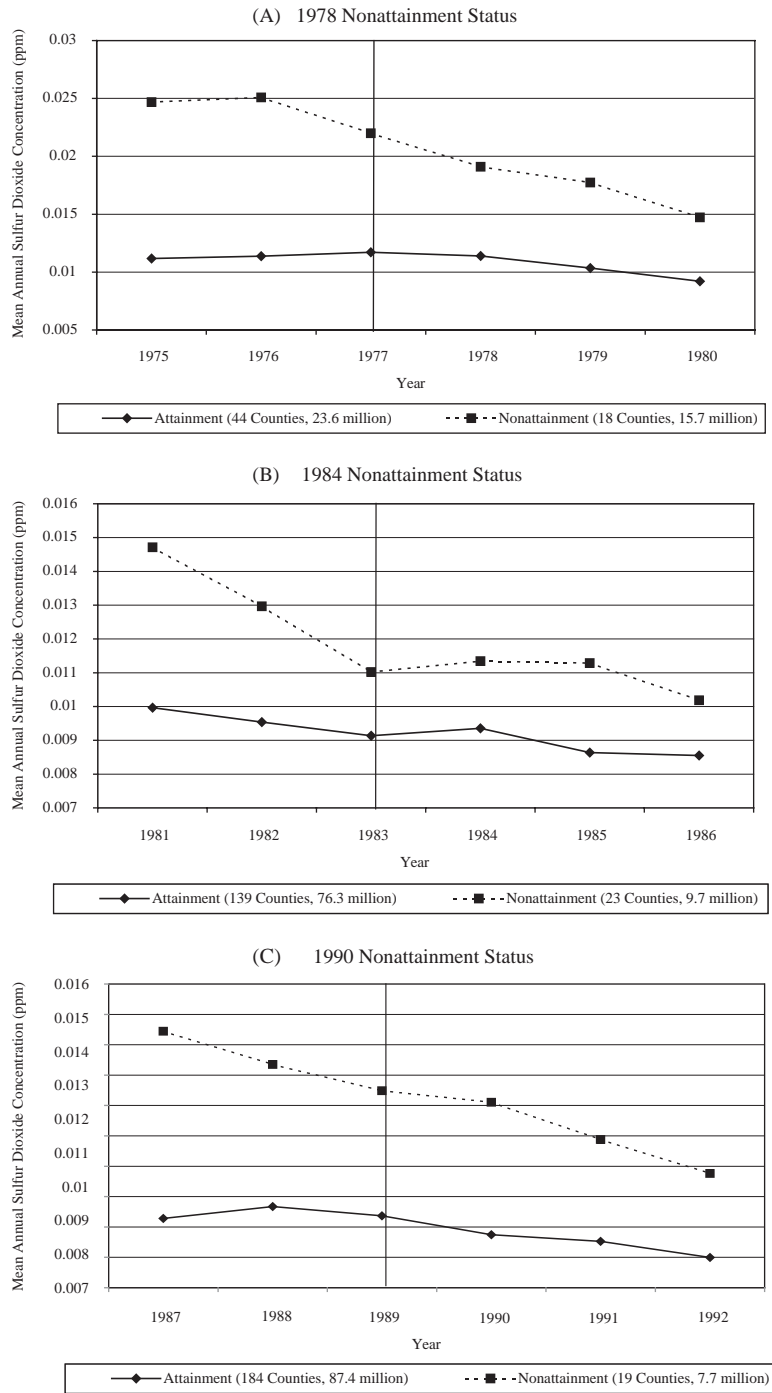 (A) 1978 Nonattainment Status
Mean Annual Sulfur Dioxide Concentration (ppm)
0.03
0.025
0.02
0.015
0.01
0.005
1975 1976 1977 1978 1979 1980
Year
Attainment (44 Counties, 23.6 million) Nonattainment (18 Counties, 15.7 million)
(B) 1984 Nonattainment Status
Mean Annual Sulfur Dioxide Concentration (ppm)
0.016
0.015
0.014
0.013
0.012
0.011
0.01
0.009
0.008
0.007
1981 1982 1983 1984 1985 1986
Year
Attainment (139 Counties, 76.3 million) Nonattainment (23 Counties, 9.7 million)
(C) 1990 Nonattainment Status
Mean Annual Sulfur Dioxide Concentration (ppm)
0.016
0.015
0.014
0.013
0.012
0.011
0.01
0.009
0.008
0.007
1987 1988 1989 1990 1991 1992
Year
Attainment (184 Counties, 87.4 million) Nonattainment (19 Counties, 7.7 million)